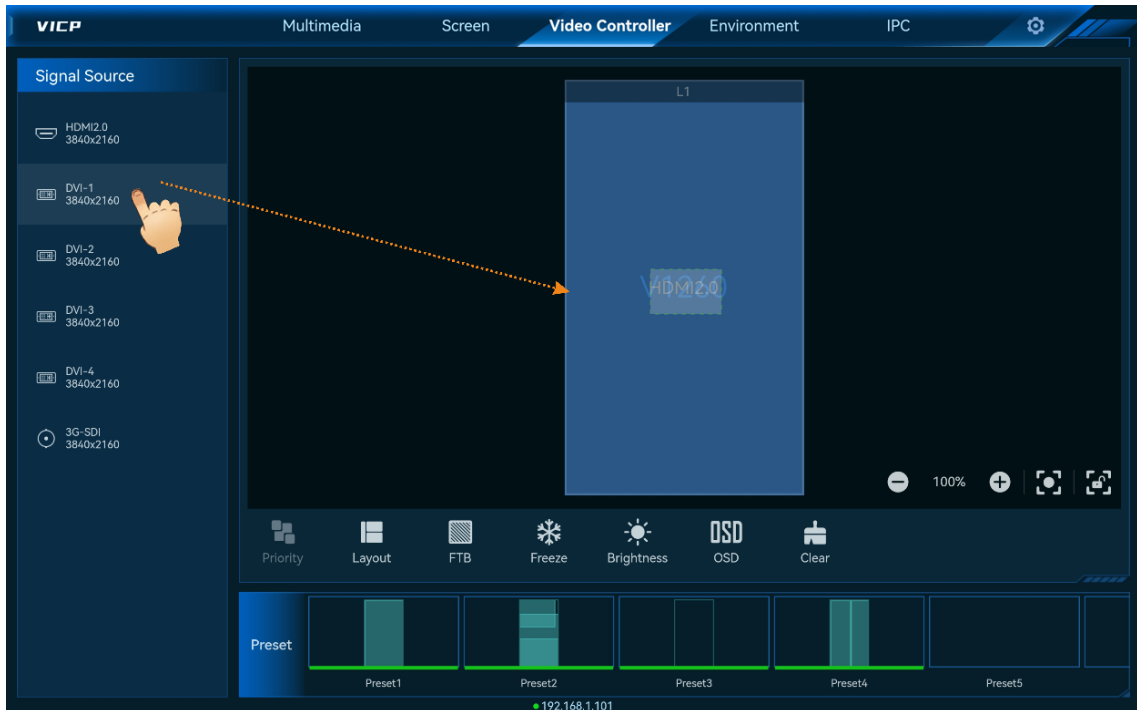 VICP
Multimedia
Screen
Video Controller
Environment
IPC
Signal Source
HDMI2.0
3840x2160
DVI-1
3840x2160
DVI-2
3840x2160
DVI-3
3840x2160
DVI-4
3840x2160
3G-SDI
3840x2160
L1
V1260
HDMI2.0
100%
Priority
Layout
FTB
Freeze
Brightness
OSD
OSD
Clear
Preset
Preset1
Preset2
Preset3
Preset4
Preset5
192.168.1.101